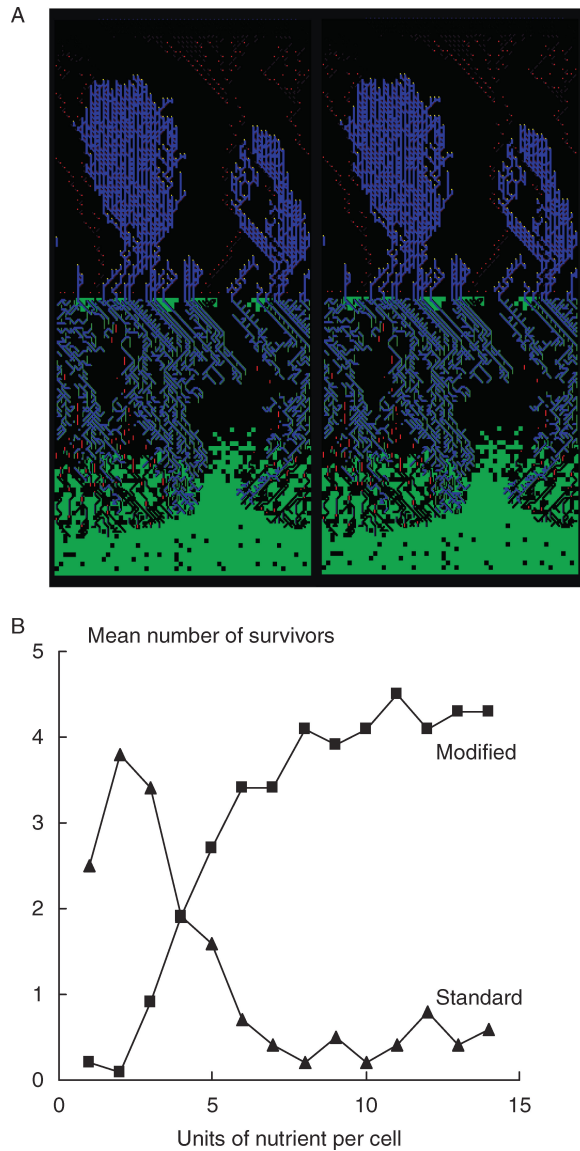 A
B
Mean number of survivors
5
4
Modified
3
2
1
Standard
0
0 5 10 15
Units of nutrient per cell